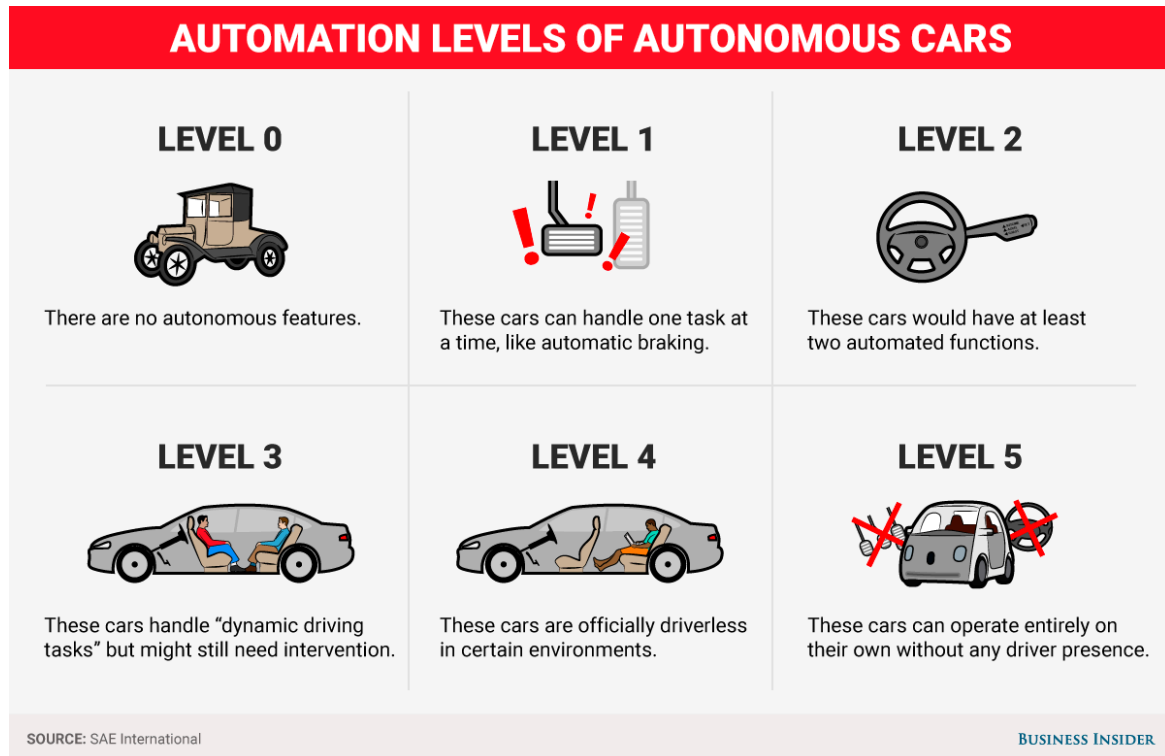 AUTOMATION LEVELS OF AUTONOMOUS CARS
LEVEL 0
There are no autonomous features.
LEVEL 1
These cars can handle one task at
a time, like automatic braking.
LEVEL 2
These cars would have at least
two automated functions.
LEVEL 3
These cars handle “dynamic driving
tasks” but might still need intervention.
LEVEL 4
These cars are officially driverless
in certain environments.
LEVEL 5
These cars can operate entirely on
their own without any driver presence.
SOURCE: SAE International
BUSINESS INSIDER